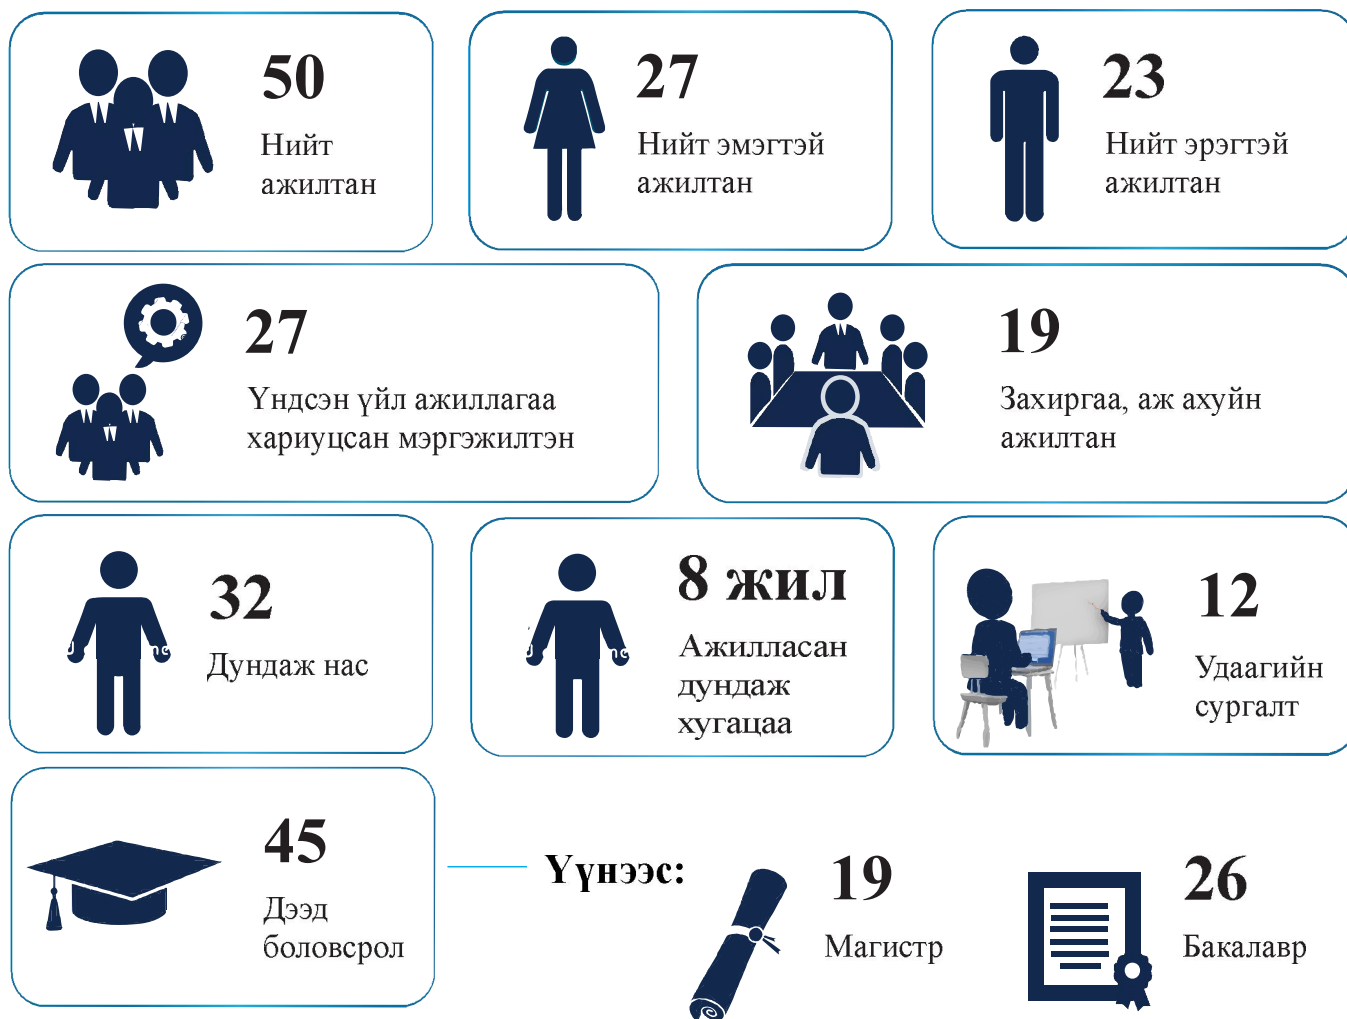 50
Нийт
ажилтан
27
Нийт эмэгтэй
ажилтан
23
Нийт эрэгтэй
ажилтан
27
Үндсэн үйл ажиллагаа
хариуцсан мэргэжилтэн
19
Захиргаа, аж ахуйн
ажилтан
32
Дундаж нас
8 жил
Ажилласан
дундаж
хугацаа
12
Удаагийн
сургалт
45
Дээд
боловсрол
Үүнээс:
19
Магистр
26
Бакалавр